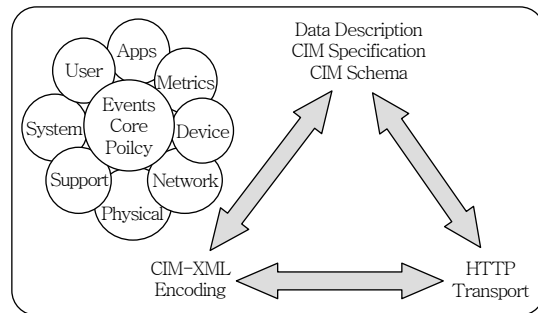 Apps
User
Metrics
Events
Core
Poilcy
System
Device
Support
Network
Physical
Data Description
CIM Specification
CIM Schema
CIM-XML
Encoding
HTTP
Transport